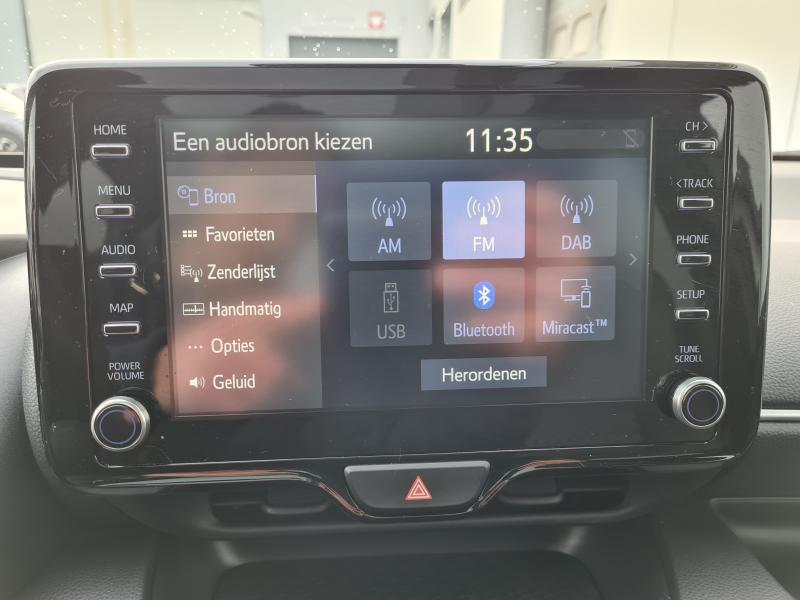 HOME
MENU
AUDIO
MAP
POWER
VOLUME
Een audiobron kiezen 11:35
Bron
Favorieten
Zenderlijst
Handmatig
Opties
Geluid
AM FM DAB
USB Bluetooth Miracast™
Herordenen
CH >
< TRACK
PHONE
SETUP
TUNE
SCROLL